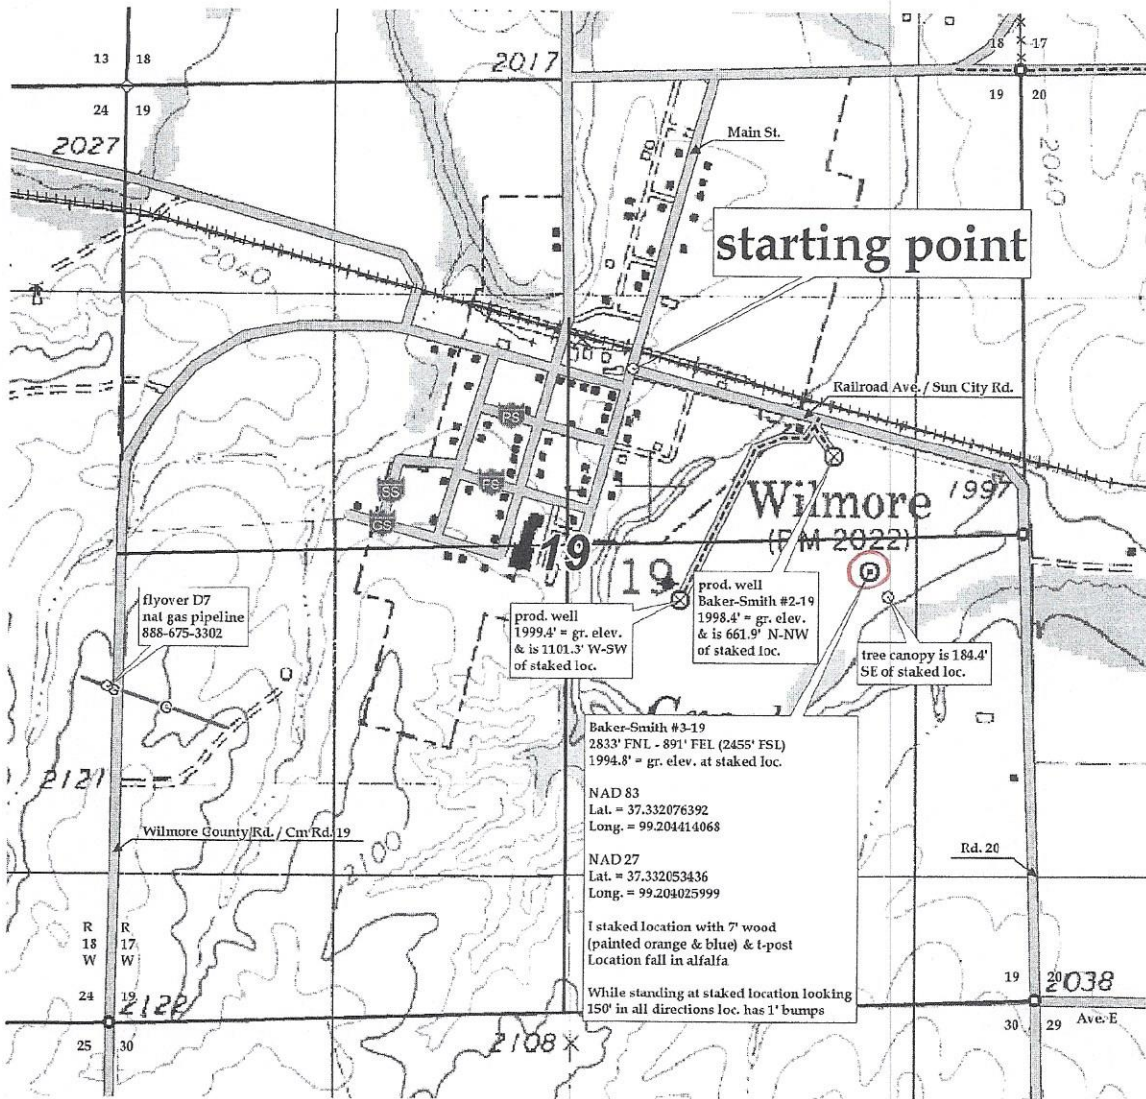 13 18
24 19
2017
18 17
19 20
2027
Main St.
2040
starting point
2040
Railroad Ave. / Sun City Rd.
PS
SS
FS
CS
1997
Wilmore
(BM 2022)
19
19
flyover D7
nat gas pipeline
888-675-3302
prod. well
1999.4' = gr. elev.
& is 1101.3' W-SW
of staked loc.
prod. well
Baker-Smith #2-19
1998.4' = gr. elev.
& is 661.9' N-NW
of staked loc.
tree canopy is 184.4'
SE of staked loc.
Baker-Smith #3-19
2833' FNL - 891' FEL (2455' FSL)
1994.8' = gr. elev. at staked loc.
NAD 83
Lat. = 37.332076392
Long. = 99.204414068
NAD 27
Lat. = 37.332053436
Long. = 99.204025999
I staked location with 7' wood
(painted orange & blue) & t-post
Location fall in alfalfa
While standing at staked location looking
150' in all directions loc. has 1' bumps
2121
Wilmore County Rd. / Cm Rd. 19
2100
Rd. 20
R R
18 17
W W
24 19
2122
25 30
2108
19 20
2038
30 29
Ave. E